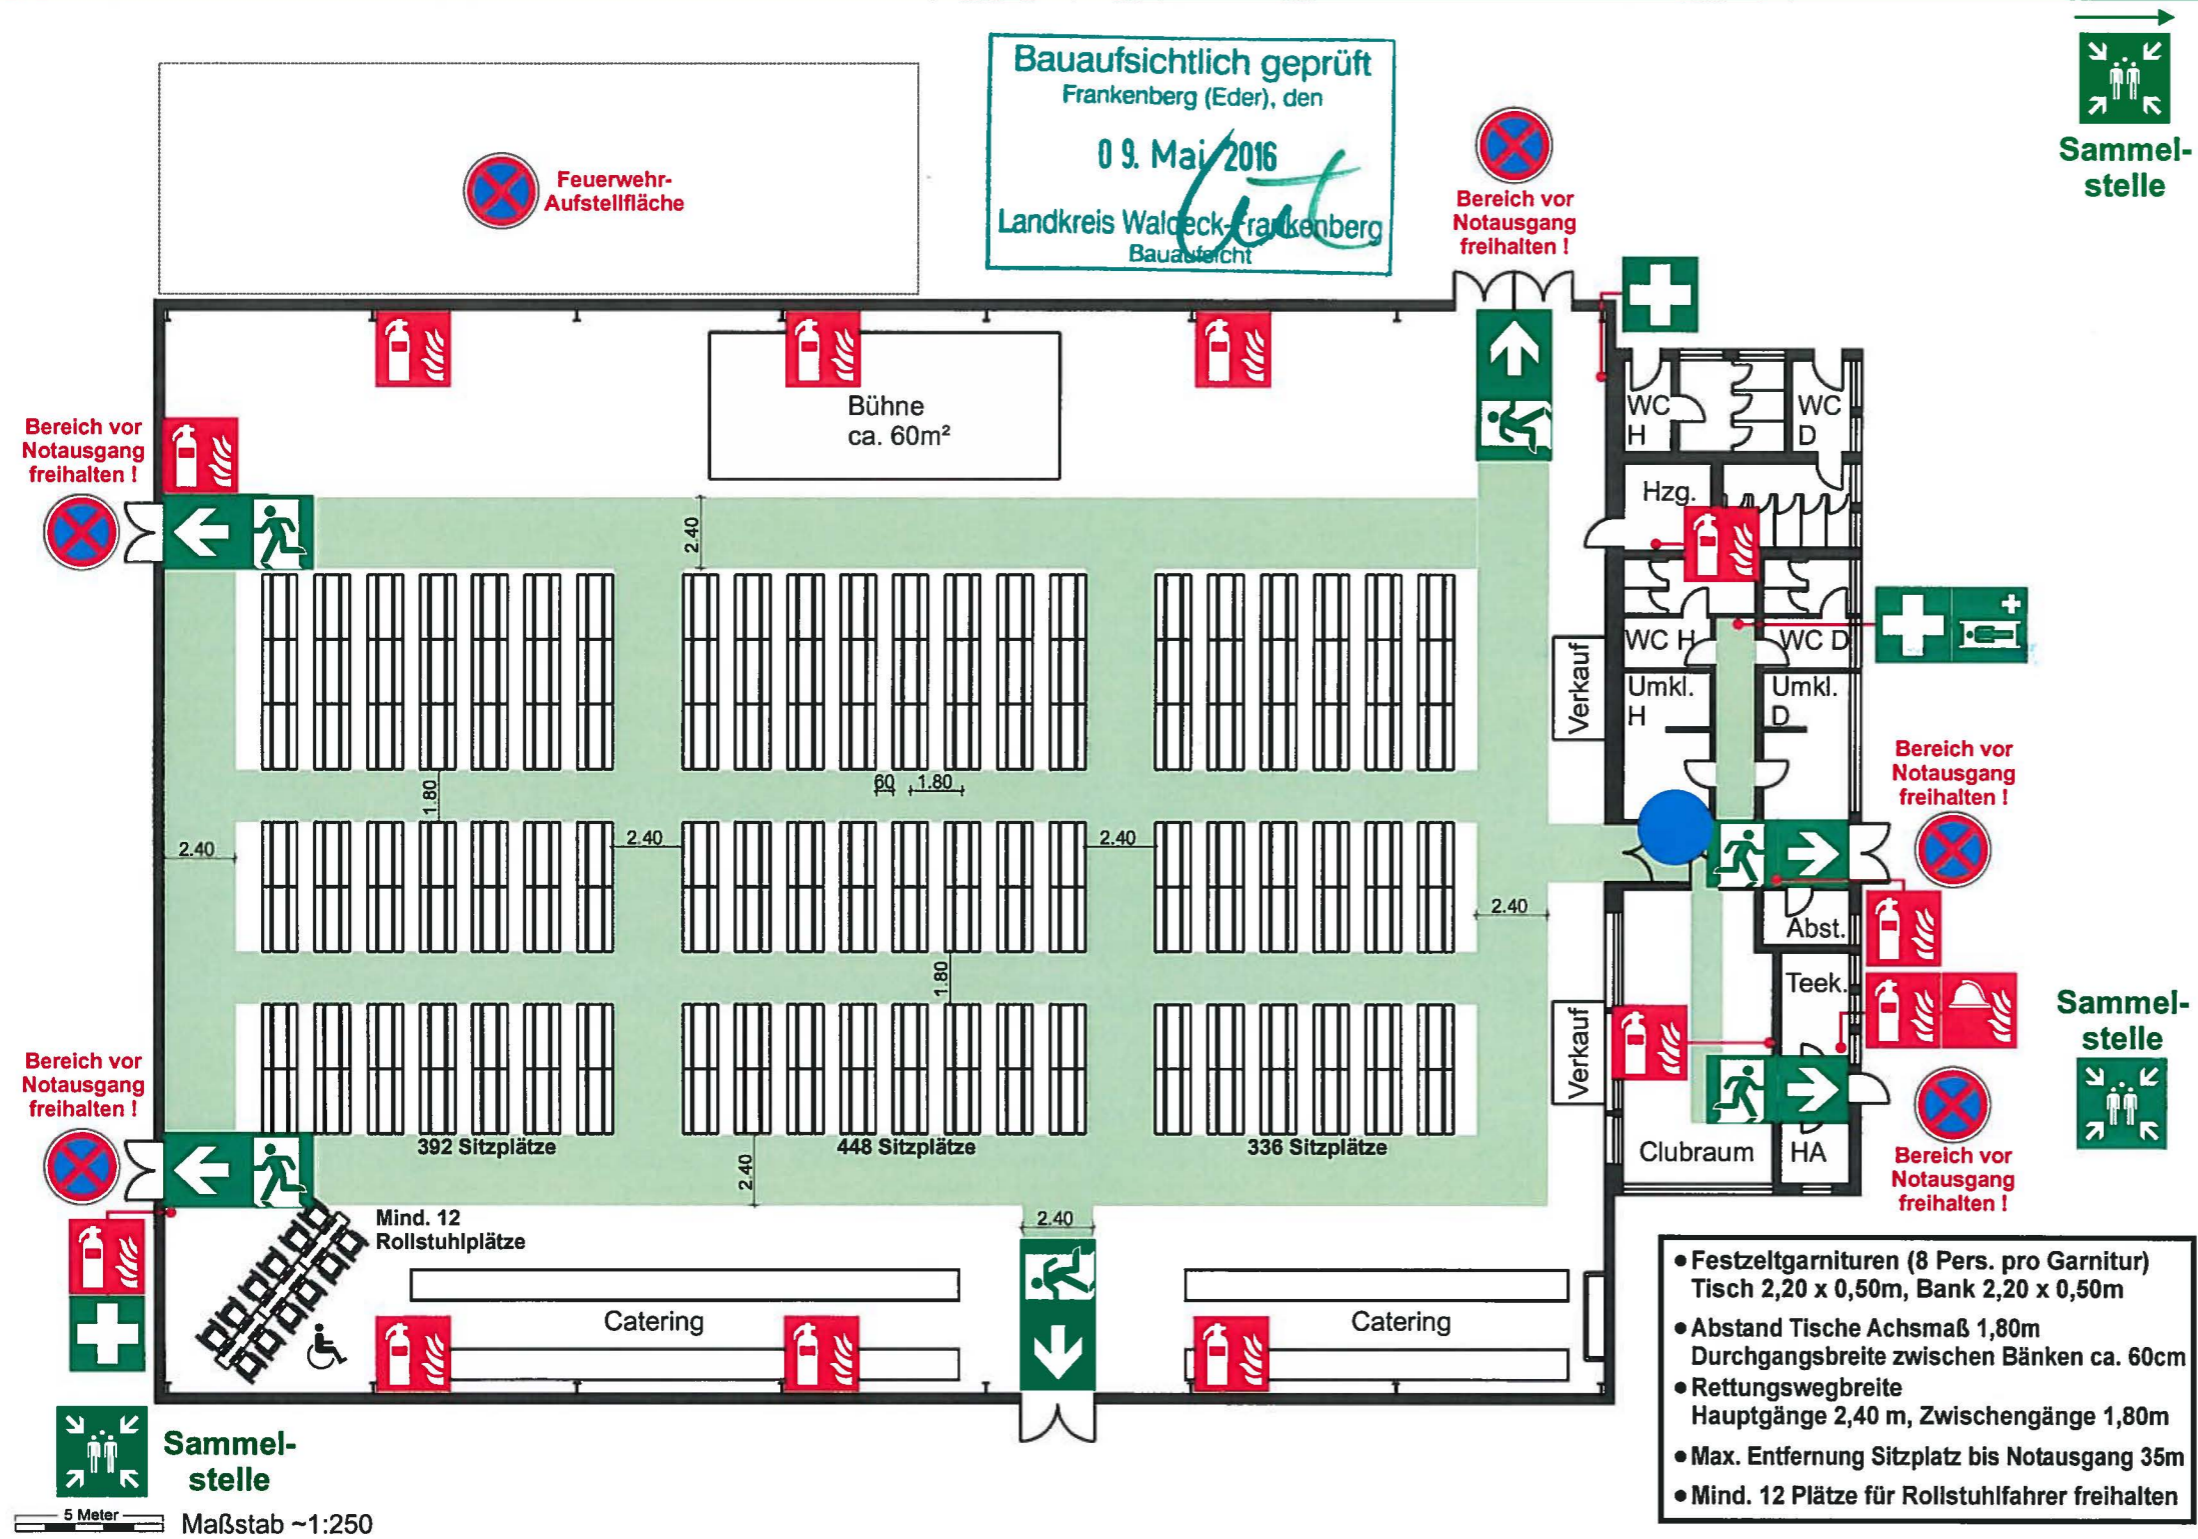 Bauaufsichtlich geprüft
Frankenberg (Eder), den
09. Mai 2016
Landkreis Waldeck-Frankenberg
Bauaufsicht
Sammel-
stelle
Feuerwehr-
Aufstellfläche
Bereich vor
Notausgang
freihalten !
Bühne
ca. 60m²
WC
H
WC
D
Bereich vor
Notausgang
freihalten !
Hzg.
2.40
WC H
WC D
Verkauf
Umkl.
H
Umkl.
D
Bereich vor
Notausgang
freihalten !
1.80
60
1.80
2.40
2.40
2.40
2.40
Abst.
1.80
Teek.
Sammel-
stelle
Verkauf
Bereich vor
Notausgang
freihalten !
392 Sitzplätze
448 Sitzplätze
336 Sitzplätze
Clubraum
HA
Bereich vor
Notausgang
freihalten !
2.40
Mind. 12
Rollstuhlplätze
2.40
Catering
Catering
• Festzeltgarnituren (8 Pers. pro Garnitur)
Tisch 2,20 x 0,50m, Bank 2,20 x 0,50m
• Abstand Tische Achsmaß 1,80m
Durchgangsbreite zwischen Bänken ca. 60cm
• Rettungswegbreite
Hauptgänge 2,40 m, Zwischengänge 1,80m
• Max. Entfernung Sitzplatz bis Notausgang 35m
• Mind. 12 Plätze für Rollstuhlfahrer freihalten
Sammel-
stelle
5 Meter
Maßstab ~1:250